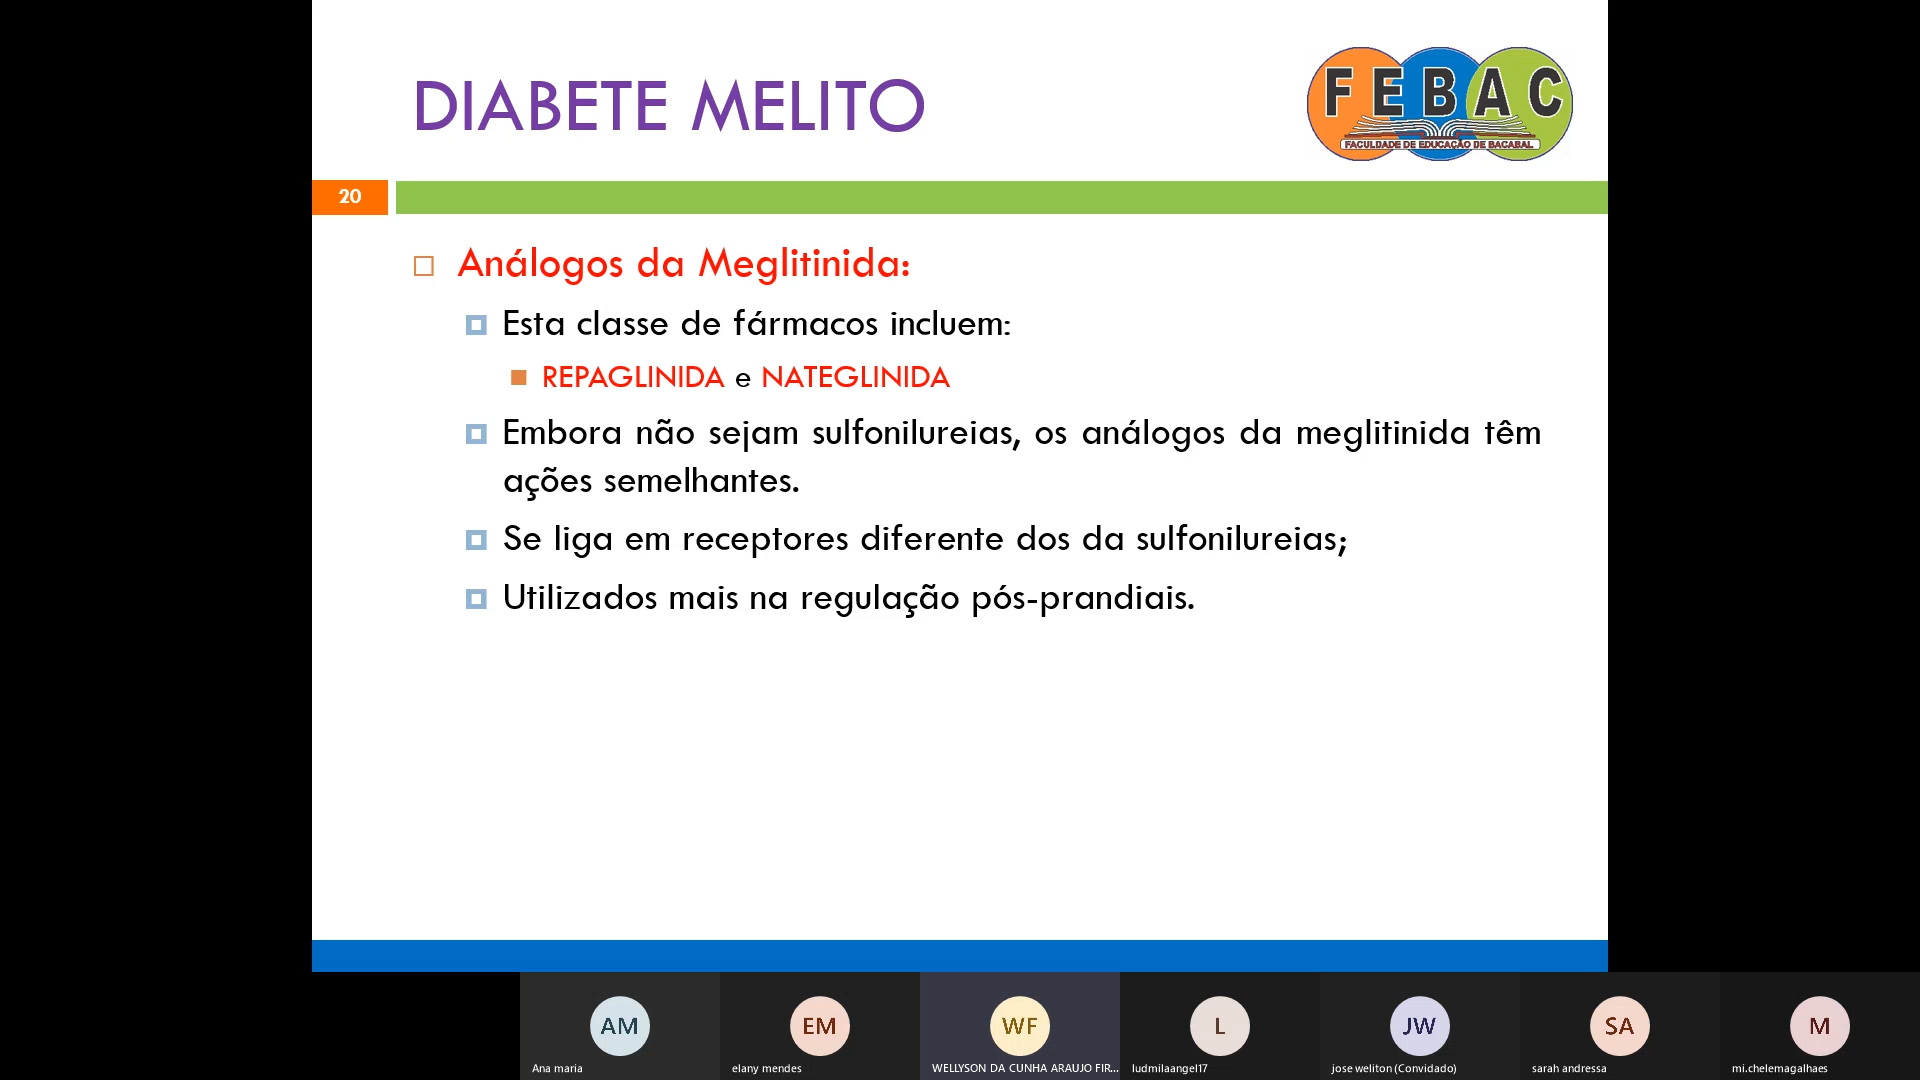 DIABETE MELITO
FEBAC
FACULDADE DE EDUCAÇÃO DE BACABAL
20
Análogos da Meglitinida:
Esta classe de fármacos incluem:
REPAGLINIDA e NATEGLINIDA
Embora não sejam sulfonilureias, os análogos da meglitinida têm
ações semelhantes.
Se liga em receptores diferente dos da sulfonilureias;
Utilizados mais na regulação pós-prandiais.
AM
EM
WF
L
JW
SA
M
Ana maria
elany mendes
WELLYSON DA CUNHA ARAUJO FIR...
ludmilaangel17
jose weliton (Convidado)
sarah andressa
mi.chelemagalhaes